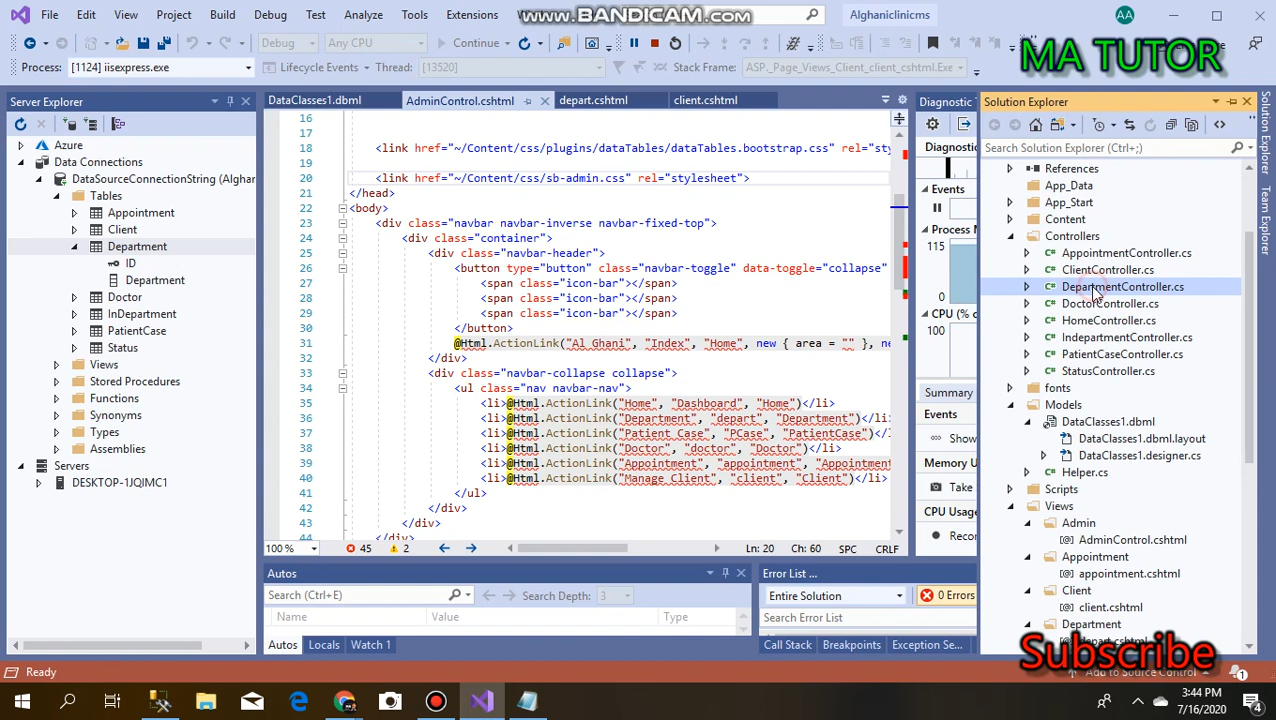 File Edit View Project Build Debug Test Analyze Tools Extensions
www.BANDICAM.com
Alghaniclinicms
AA
MA TUTOR
Debug Any CPU Continue
Process: [1124] iisexpress.exe Lifecycle Events Thread: [13520] Stack Frame: ASP._Page_Views_Client_client_cshtml.Exe
Server Explorer
Azure
Data Connections
DataSourceConnectionString (Alghar
Tables
Appointment
Client
Department
ID
Department
Doctor
InDepartment
PatientCase
Status
Views
Stored Procedures
Functions
Synonyms
Types
Assemblies
Servers
DESKTOP-1JQIMC1
DataClasses1.dbml AdminControl.cshtml depart.cshtml client.cshtml
16
17
18 <link href="~/Content/css/plugins/dataTables/dataTables.bootstrap.css" rel="sty
19
20 <link href="~/Content/css/sb-admin.css" rel="stylesheet">
21 </head>
22 <body>
23 <div class="navbar navbar-inverse navbar-fixed-top">
24 <div class="container">
25 <div class="navbar-header">
26 <button type="button" class="navbar-toggle" data-toggle="collapse"
27 <span class="icon-bar"></span>
28 <span class="icon-bar"></span>
29 <span class="icon-bar"></span>
30 </button>
31 @Html.ActionLink("Al Ghani", "Index", "Home", new { area = "" }, ne
32 </div>
33 <div class="navbar-collapse collapse">
34 <ul class="nav navbar-nav">
35 <li>@Html.ActionLink("Home", "Dashboard", "Home")</li>
36 <li>@Html.ActionLink("Department", "depart", "Department")</li>
37 <li>@Html.ActionLink("Patient Case", "PCase", "PatientCase")</li>
38 <li>@Html.ActionLink("Doctor", "doctor", "Doctor")</li>
39 <li>@Html.ActionLink("Appointment", "appointment", "Appointment
40 <li>@Html.ActionLink("Manage Client", "client", "Client")</li>
41 </ul>
42 </div>
43 </div>
44 </div>
100 % 45 2 Ln: 20 Ch: 60 SPC CRLF
Autos
Search (Ctrl+E) Search Depth: 3
Name Value Type
Autos Locals Watch 1
Error List ...
Entire Solution 0 Errors
Search Error List
Call Stack Breakpoints Exception Se...
Diagnostic T
Diagnosti
Events
Process M
115
0
CPU (% o
100
Summary
Events
Show
Memory U
Take
CPU Usage
Recor
Solution Explorer
Search Solution Explorer (Ctrl+;)
References
App_Data
App_Start
Content
Controllers
AppointmentController.cs
ClientController.cs
DepartmentController.cs
DoctorController.cs
HomeController.cs
IndepartmentController.cs
PatientCaseController.cs
StatusController.cs
fonts
Models
DataClasses1.dbml
DataClasses1.dbml.layout
DataClasses1.designer.cs
Helper.cs
Scripts
Views
Admin
AdminControl.cshtml
Appointment
appointment.cshtml
Client
client.cshtml
Department
depart.cshtml
Solution Explorer
Team Explorer
Subscribe
Ready
Add to Source Control
1
3:44 PM
7/16/2020
4